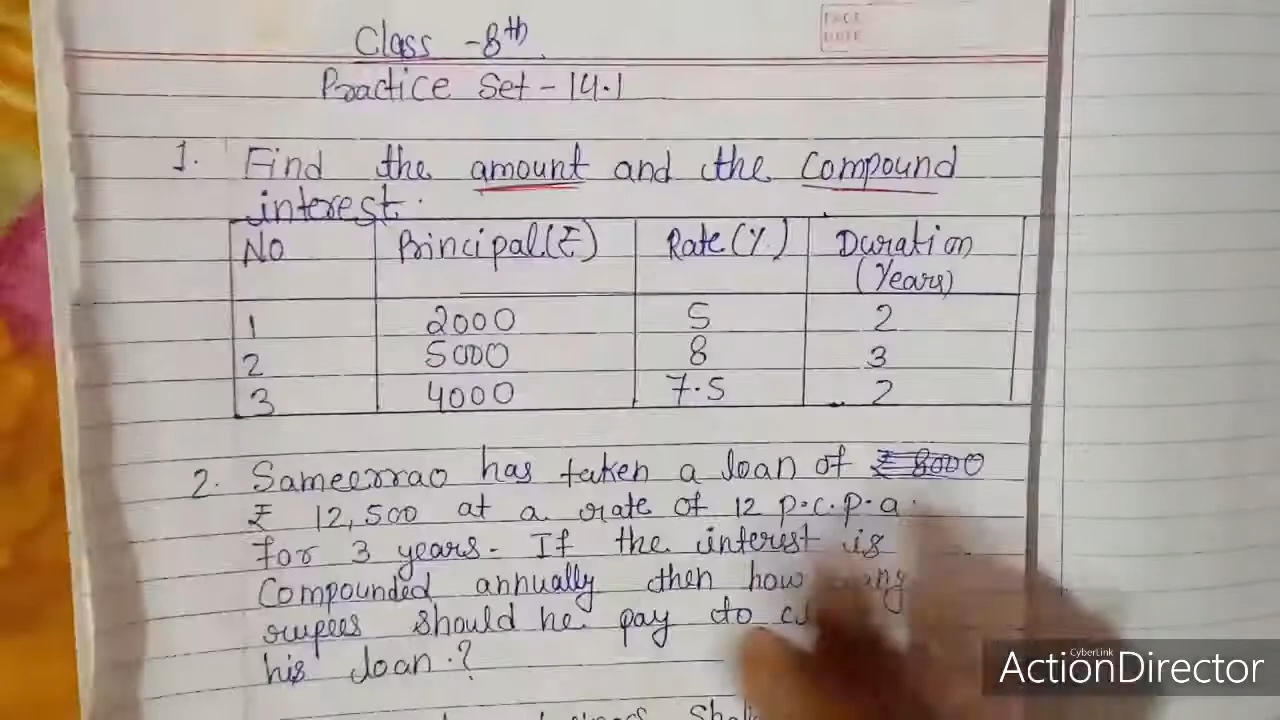 Class -8th
PAGE
DATE
Practice Set - 14.1
1. Find the amount and the compound
interest.
No Principal(₹) Rate(%) Duration
(Years)
1 2000 5 2
2 5000 8 3
3 4000 7.5 2
2. Sameerrao has taken a loan of ₹ 8000
₹ 12,500 at a rate of 12 p.c.p.a.
for 3 years. If the interest is
Compounded annually then how
rupees should he pay to
his loan.?
CyberLink
ActionDirector